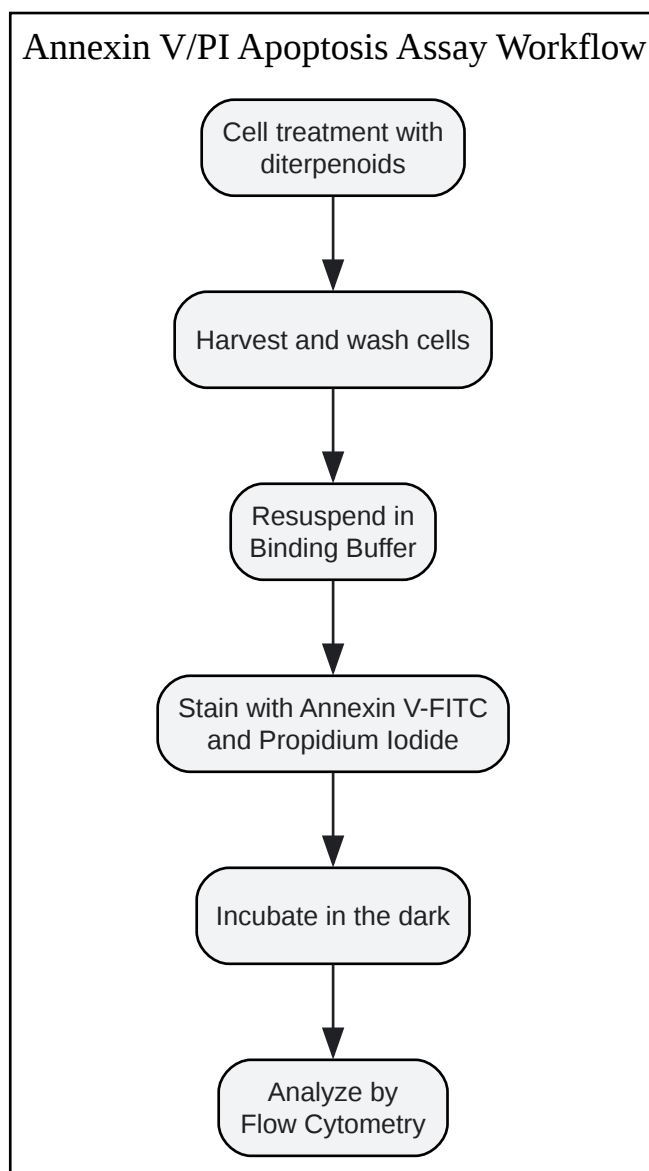 Annexin V/PI Apoptosis Assay Workflow
Cell treatment with
diterpenoids
Harvest and wash cells
Resuspend in
Binding Buffer
Stain with Annexin V-FITC
and Propidium Iodide
Incubate in the dark
Analyze by
Flow Cytometry